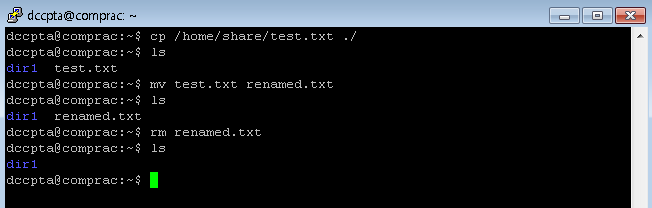 dccpta@comprac: ~
dccpta@comprac:~$ cp /home/share/test.txt ./
dccpta@comprac:~$ ls
dir1  test.txt
dccpta@comprac:~$ mv test.txt renamed.txt
dccpta@comprac:~$ ls
dir1  renamed.txt
dccpta@comprac:~$ rm renamed.txt
dccpta@comprac:~$ ls
dir1
dccpta@comprac:~$